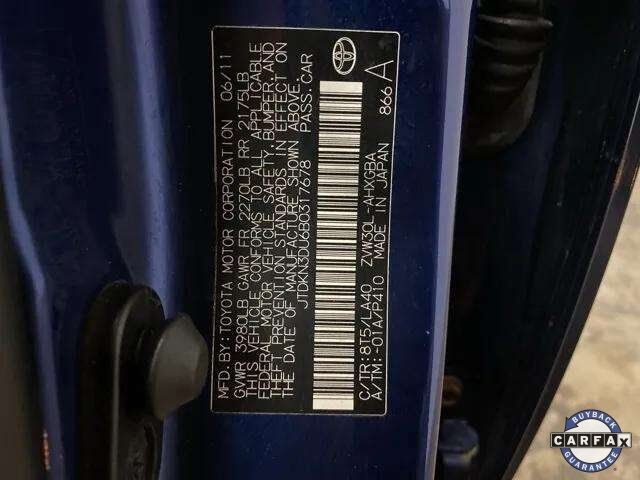 MFD. BY: TOYOTA MOTOR CORPORATION 06/11
GVWR 3980LB GAWR FR 2270LB RR 2175LB
THIS VEHICLE CONFORMS TO ALL APPLICABLE
FEDERAL MOTOR VEHICLE SAFETY, BUMPER, AND
THEFT PREVENTION STANDARDS IN EFFECT ON
THE DATE OF MANUFACTURE SHOWN ABOVE.
JTDKN3DU6B0317678 PASS.CAR
C/TR: 8T5/LA40 ZVW30L -AHXGBA
A/TM: -01A/P410 MADE IN JAPAN
866 A
BUYBACK
CARFAX
GUARANTEE